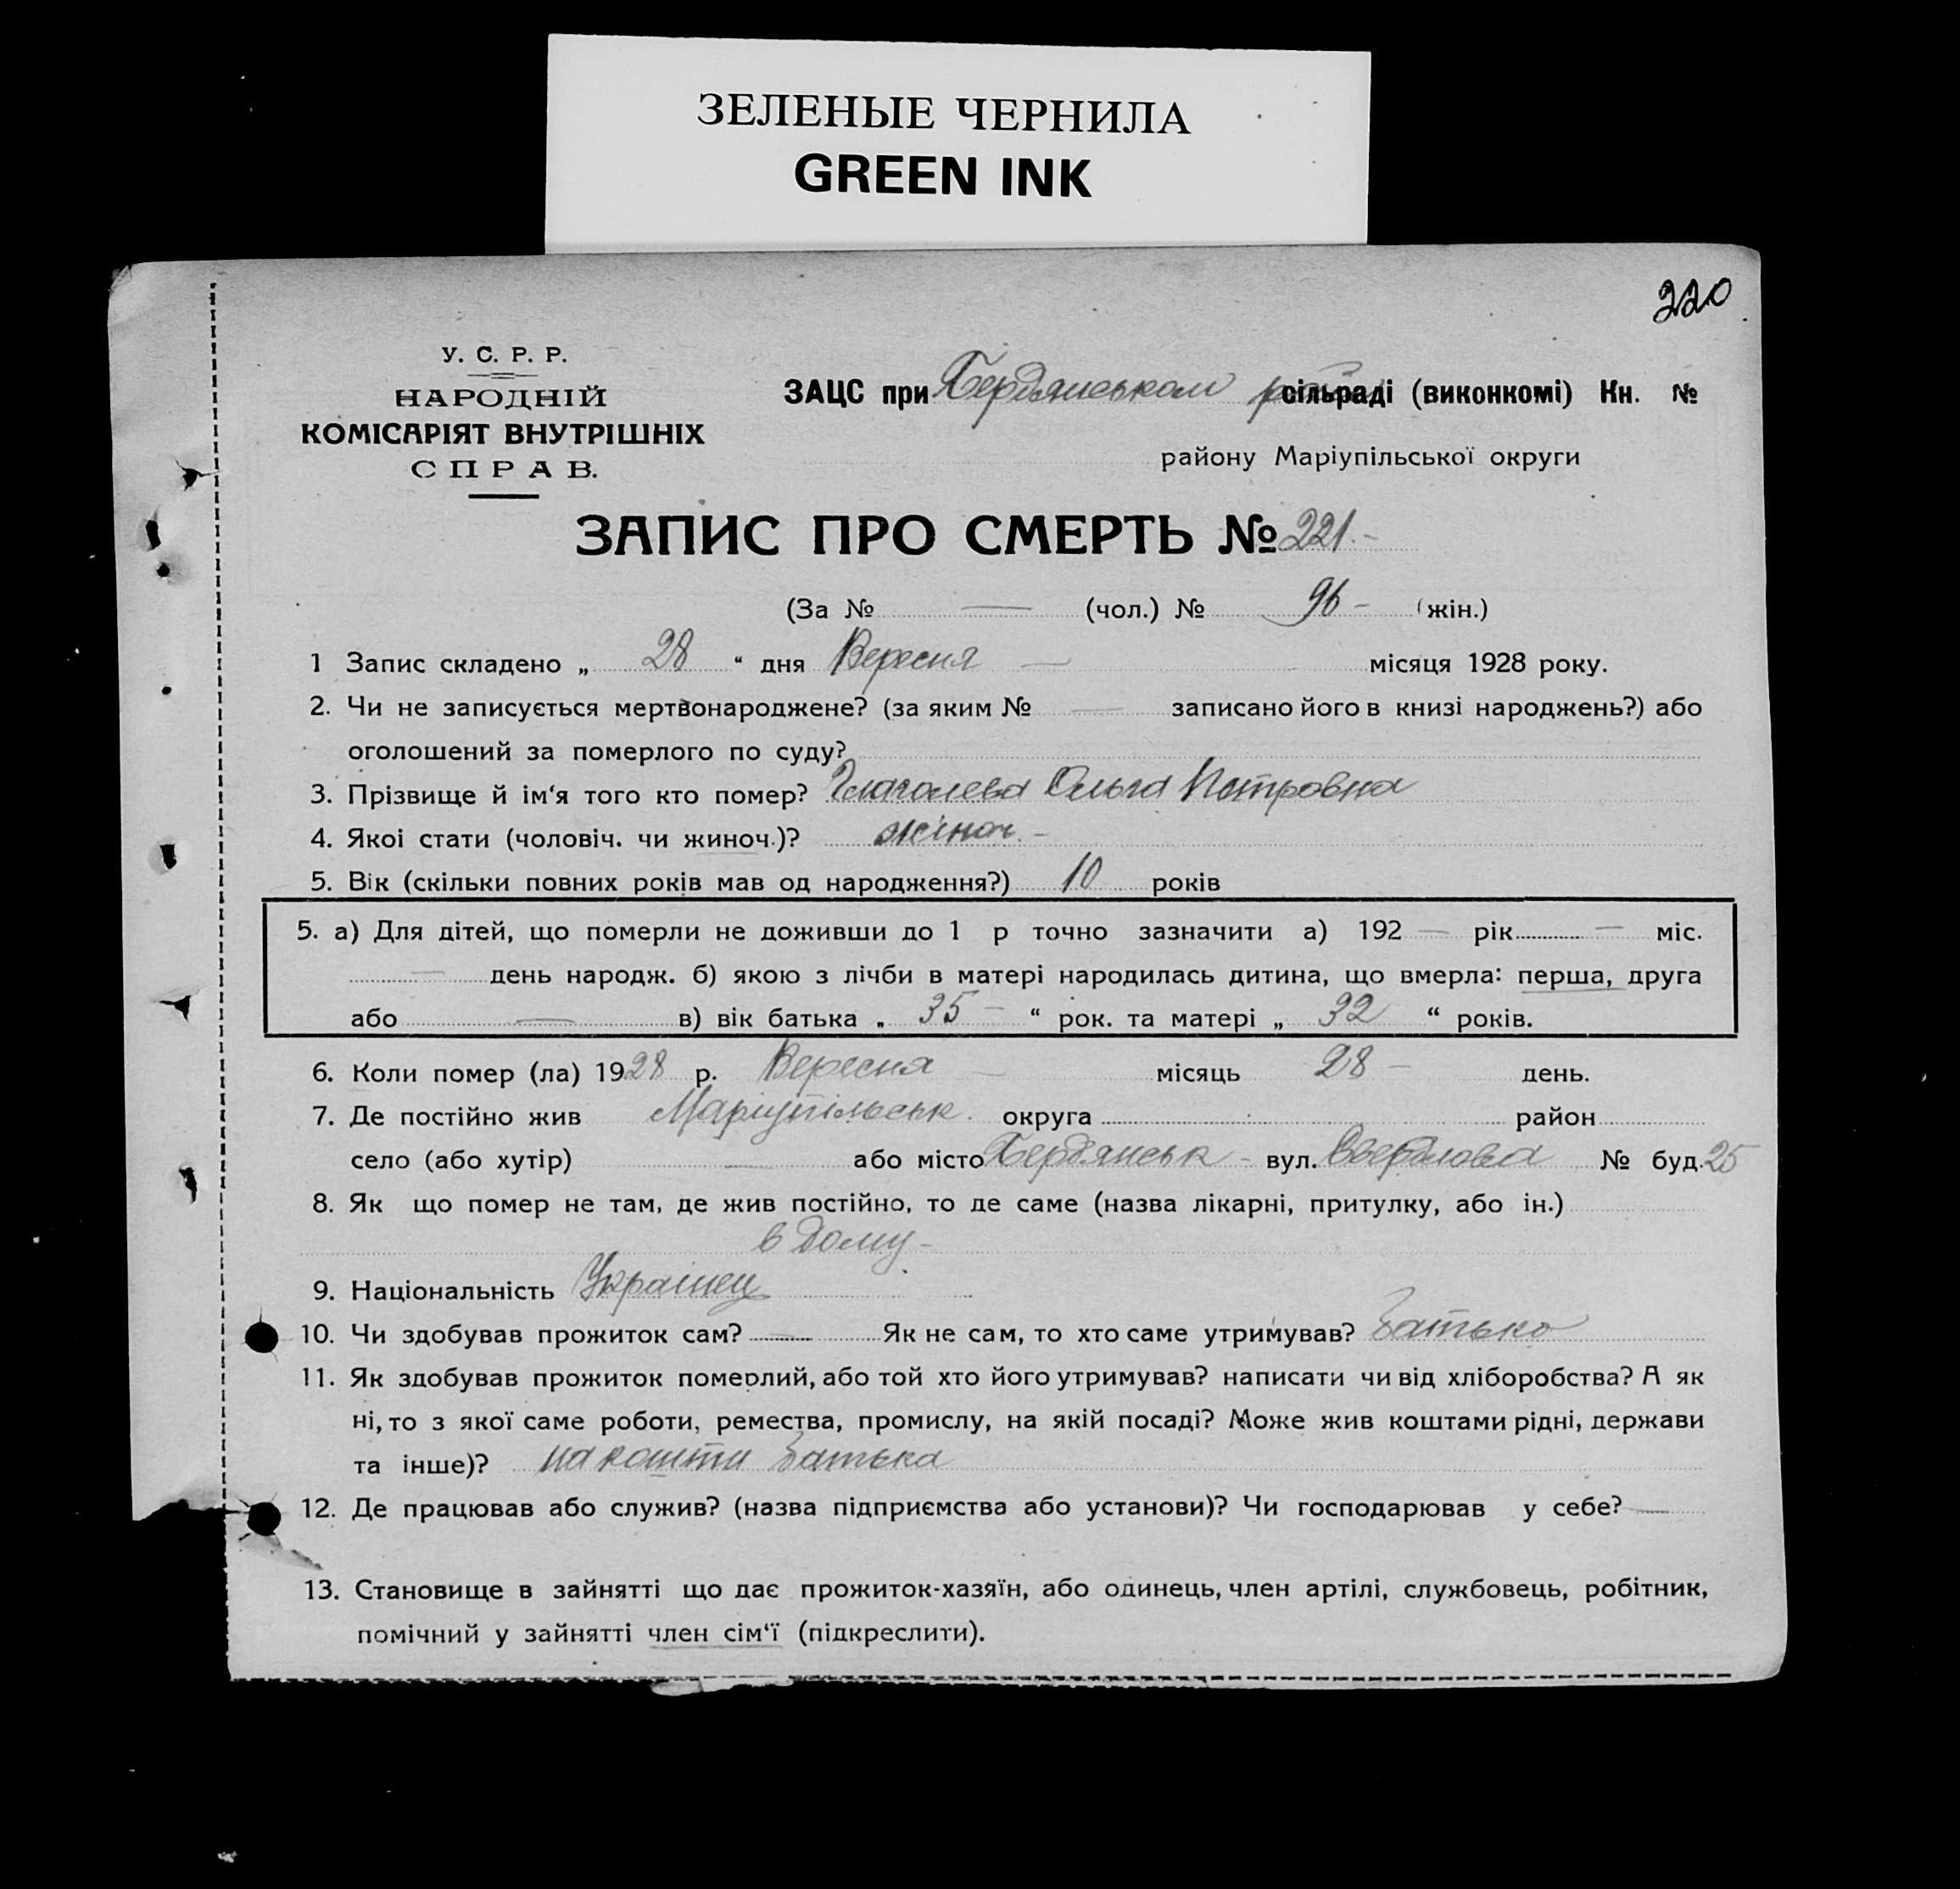 ЗЕЛЕНЫЕ ЧЕРНИЛА
GREEN INK
220
У. С. Р. Р.
НАРОДНІЙ
КОМІСАРІЯТ ВНУТРІШНІХ
СПРАВ.
ЗАЦС при Бердянськом сільраді (виконкомі) Кн. №
району Маріупільської округи
ЗАПИС ПРО СМЕРТЬ № 221.-
(За № — (чол.) № 96 - (жін.)
1 Запис складено „ 28 “ дня Вересня — місяця 1928 року.
2. Чи не записується мертвонароджене? (за яким № — записано його в книзі народжень?) або
оголошений за померлого по суду?
3. Прізвище й ім‘я того кто помер? Глаголева Ольга Петровна
4. Якоі стати (чоловіч. чи жиноч.)? жіноч. -
5. Вік (скільки повних років мав од народження?) 10 років
5. а) Для дітей, що померли не доживши до 1 р точно зазначити а) 192 — рік — міс.
— день народж. б) якою з лічби в матері народилась дитина, що вмерла: перша, друга
або — в) вік батька „ 35 - “ рок. та матері „ 32 “ років.
6. Коли помер (ла) 1928 р. Вересня — місяць 28 - день.
7. Де постійно жив Маріупільськ. округа район
село (або хутір) — або місто Бердянськ - вул. Свердлова № буд. 25
8. Як що помер не там, де жив постійно, то де саме (назва лікарні, притулку, або ін.)
в дому -
9. Національність Украінец
10. Чи здобував прожиток сам? — Як не сам, то хто саме утримував? батько
11. Як здобував прожиток померлий, або той хто його утримував? написати чи від хліборобства? А як
ні, то з якої саме роботи, ремества, промислу, на якій посаді? Може жив коштами рідні, держави
та інше)? на кошти батька
12. Де працював або служив? (назва підприємства або установи)? Чи господарював у себе? —
13. Становище в зайнятті що дає прожиток-хазяїн, або одинець, член артілі, службовець, робітник,
помічний у зайнятті член сім‘ї (підкреслити).